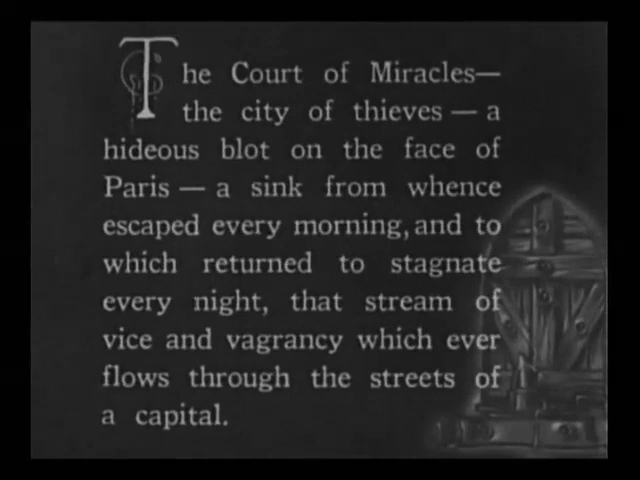 The Court of Miracles—
the city of thieves — a
hideous blot on the face of
Paris — a sink from whence
escaped every morning, and to
which returned to stagnate
every night, that stream of
vice and vagrancy which ever
flows through the streets of
a capital.